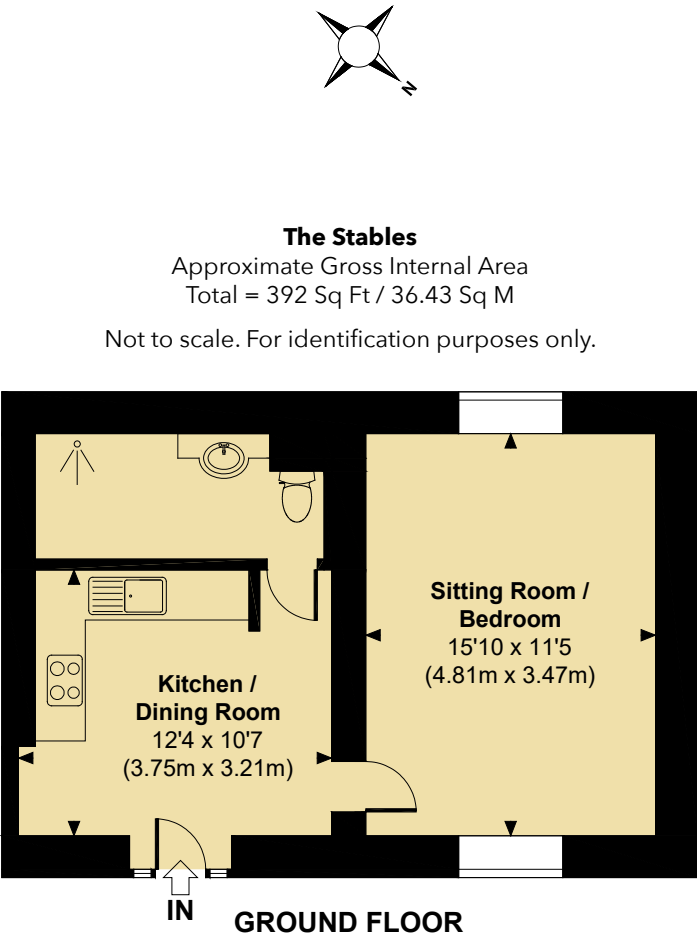 N
The Stables
Approximate Gross Internal Area
Total = 392 Sq Ft / 36.43 Sq M
Not to scale. For identification purposes only.
Sitting Room /
Bedroom
15'10 x 11'5
(4.81m x 3.47m)
Kitchen /
Dining Room
12'4 x 10'7
(3.75m x 3.21m)
IN
GROUND FLOOR